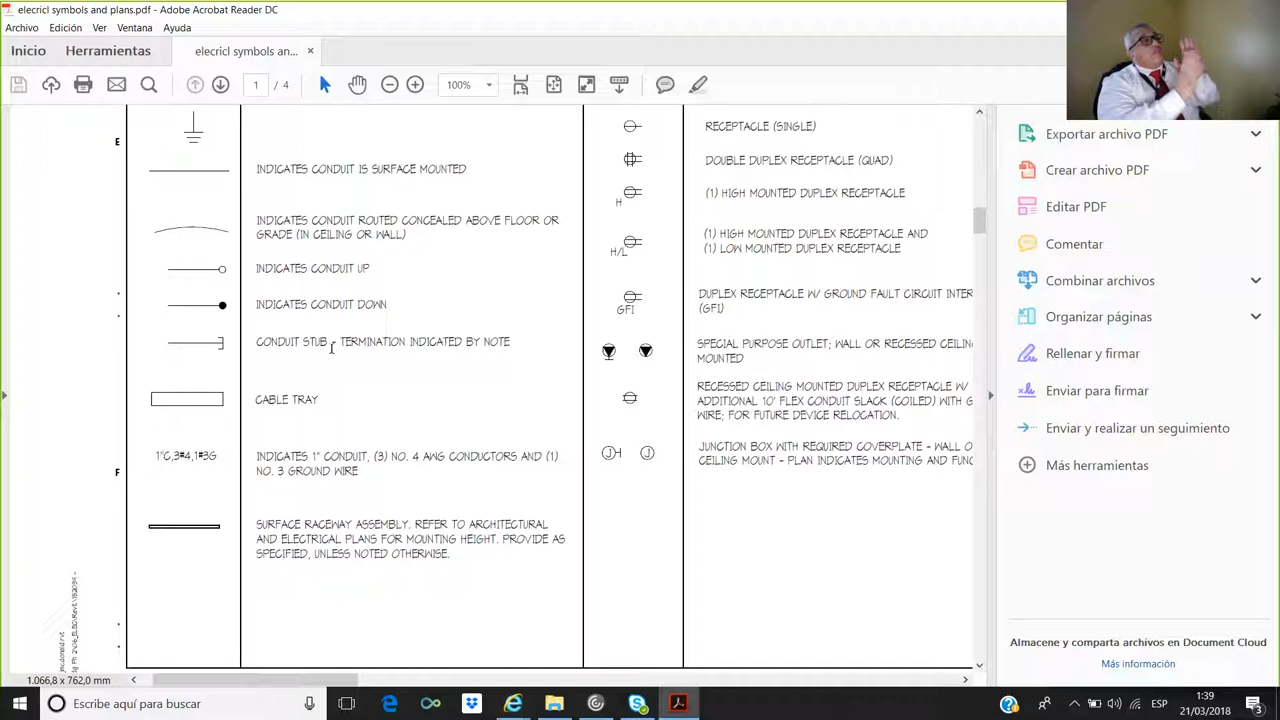 elecricl symbols and plans.pdf - Adobe Acrobat Reader DC
Archivo Edición Ver Ventana Ayuda
Inicio Herramientas elecricl symbols an... ×
1 / 4 100%
E
INDICATES CONDUIT IS SURFACE MOUNTED
INDICATES CONDUIT ROUTED CONCEALED ABOVE FLOOR OR
GRADE (IN CEILING OR WALL)
INDICATES CONDUIT UP
INDICATES CONDUIT DOWN
CONDUIT STUB - TERMINATION INDICATED BY NOTE
CABLE TRAY
1"C,3#4,1#3G
INDICATES 1" CONDUIT, (3) NO. 4 AWG CONDUCTORS AND (1)
NO. 3 GROUND WIRE
F
SURFACE RACEWAY ASSEMBLY. REFER TO ARCHITECTURAL
AND ELECTRICAL PLANS FOR MOUNTING HEIGHT. PROVIDE AS
SPECIFIED, UNLESS NOTED OTHERWISE.
RECEPTACLE (SINGLE)
DOUBLE DUPLEX RECEPTACLE (QUAD)
H
(1) HIGH MOUNTED DUPLEX RECEPTACLE
H/L
(1) HIGH MOUNTED DUPLEX RECEPTACLE AND
(1) LOW MOUNTED DUPLEX RECEPTACLE
GFI
DUPLEX RECEPTACLE W/ GROUND FAULT CIRCUIT INTER
(GFI)
SPECIAL PURPOSE OUTLET; WALL OR RECESSED CEILING
MOUNTED
RECESSED CEILING MOUNTED DUPLEX RECEPTACLE W/
ADDITIONAL 10' FLEX CONDUIT SLACK (COILED) WITH G
WIRE; FOR FUTURE DEVICE RELOCATION.
J J
JUNCTION BOX WITH REQUIRED COVERPLATE - WALL O
CEILING MOUNT - PLAN INDICATES MOUNTING AND FUNC
Exportar archivo PDF
Crear archivo PDF
Editar PDF
Comentar
Combinar archivos
Organizar páginas
Rellenar y firmar
Enviar para firmar
Enviar y realizar un seguimiento
Más herramientas
Almacene y comparta archivos en Document Cloud
Más información
1.066,8 x 762,0 mm
Escribe aquí para buscar
ESP
1:39
21/03/2018
3